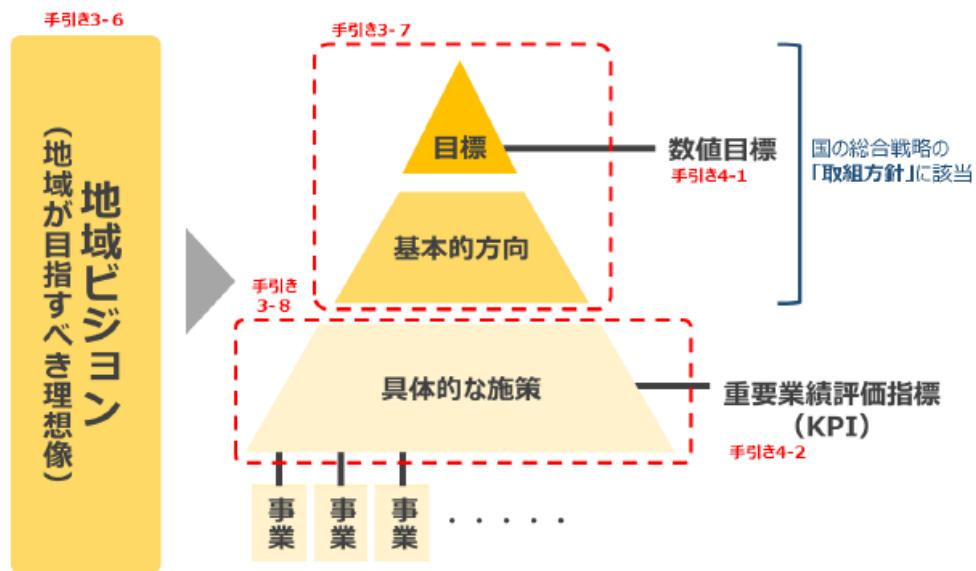 手引き3-6
地域ビジョン
（地域が目指すべき理想像）
手引き3-7
目標
数値目標
手引き4-1
国の総合戦略の
「取組方針」に該当
基本的方向
手引き
3-8
具体的な施策
重要業績評価指標
（KPI）
手引き4-2
事業
事業
事業
・・・・・